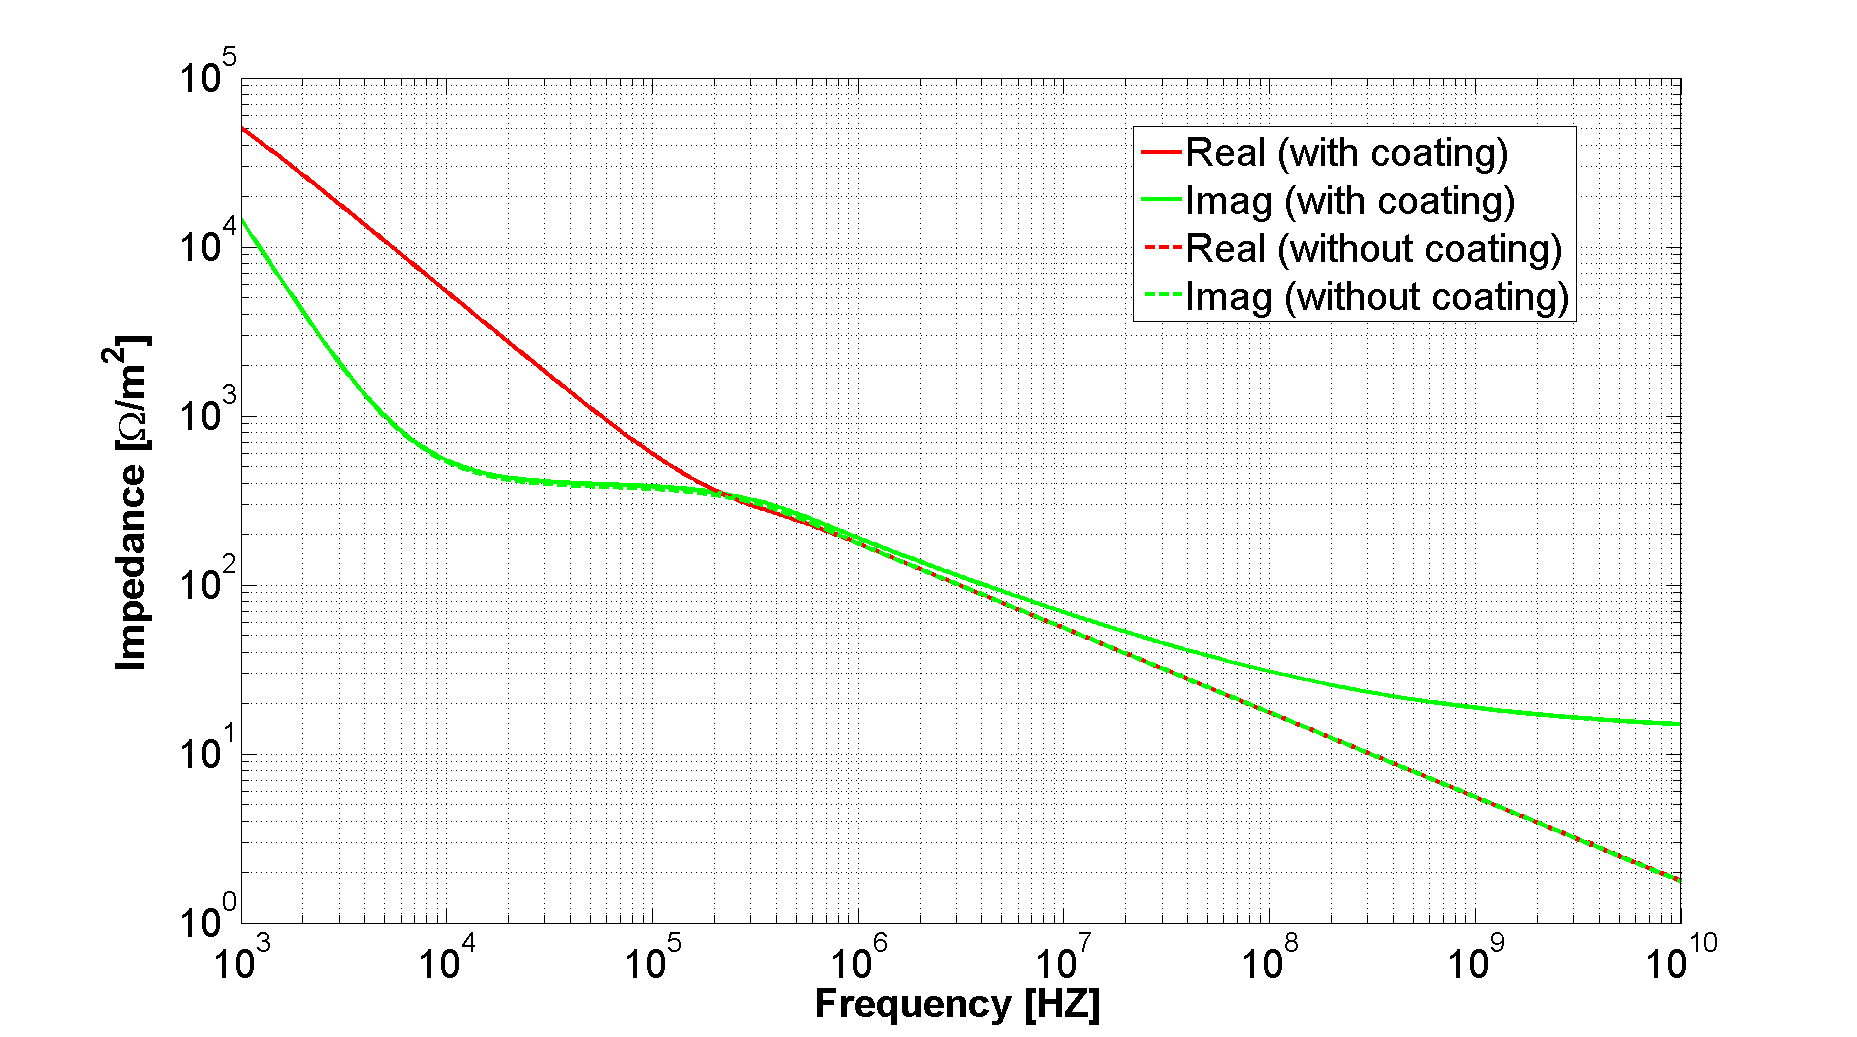 10^5
10^4
10^3
10^2
10^1
10^0
Impedance [Ω/m^2]
Real (with coating)
Imag (with coating)
Real (without coating)
Imag (without coating)
10^3 10^4 10^5 10^6 10^7 10^8 10^9 10^10
Frequency [HZ]